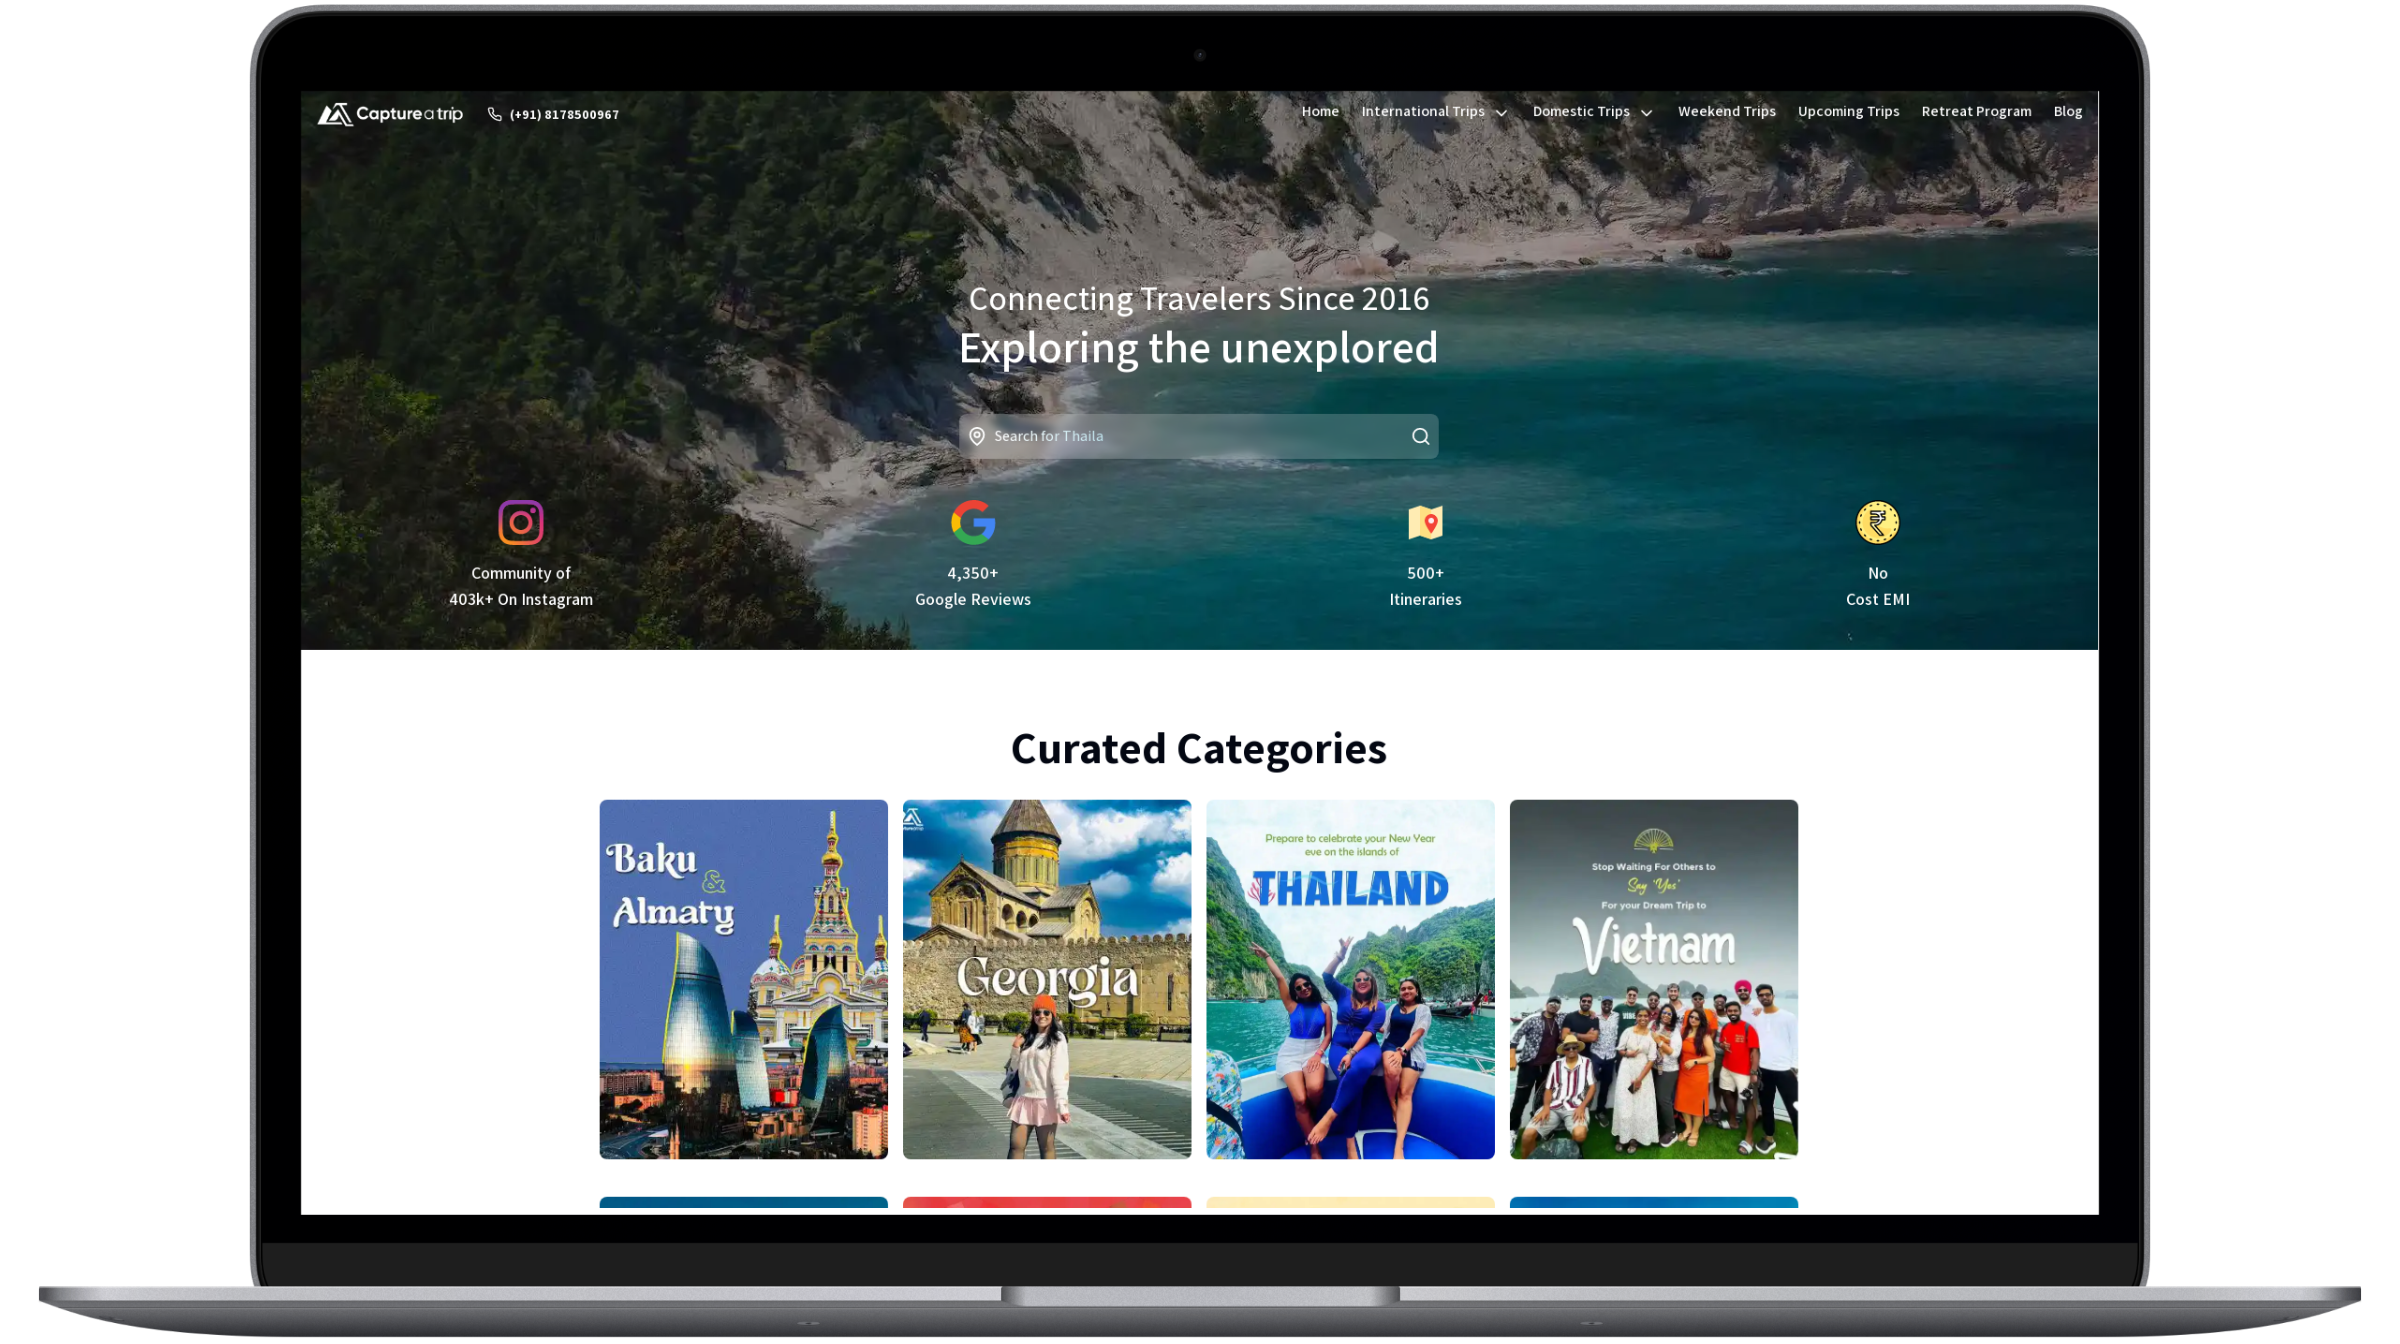 Capture a trip
(+91) 8178500967
Home International Trips Domestic Trips Weekend Trips Upcoming Trips Retreat Program Blog
Connecting Travelers Since 2016
Exploring the unexplored
Search for Thaila
Community of
403k+ On Instagram
4,350+
Google Reviews
500+
Itineraries
No
Cost EMI
Curated Categories
Baku
&
Almaty
Georgia
Prepare to celebrate your New Year
eve on the islands of
THAILAND
Stop Waiting For Others to
Say 'Yes'
For your Dream Trip to
Vietnam